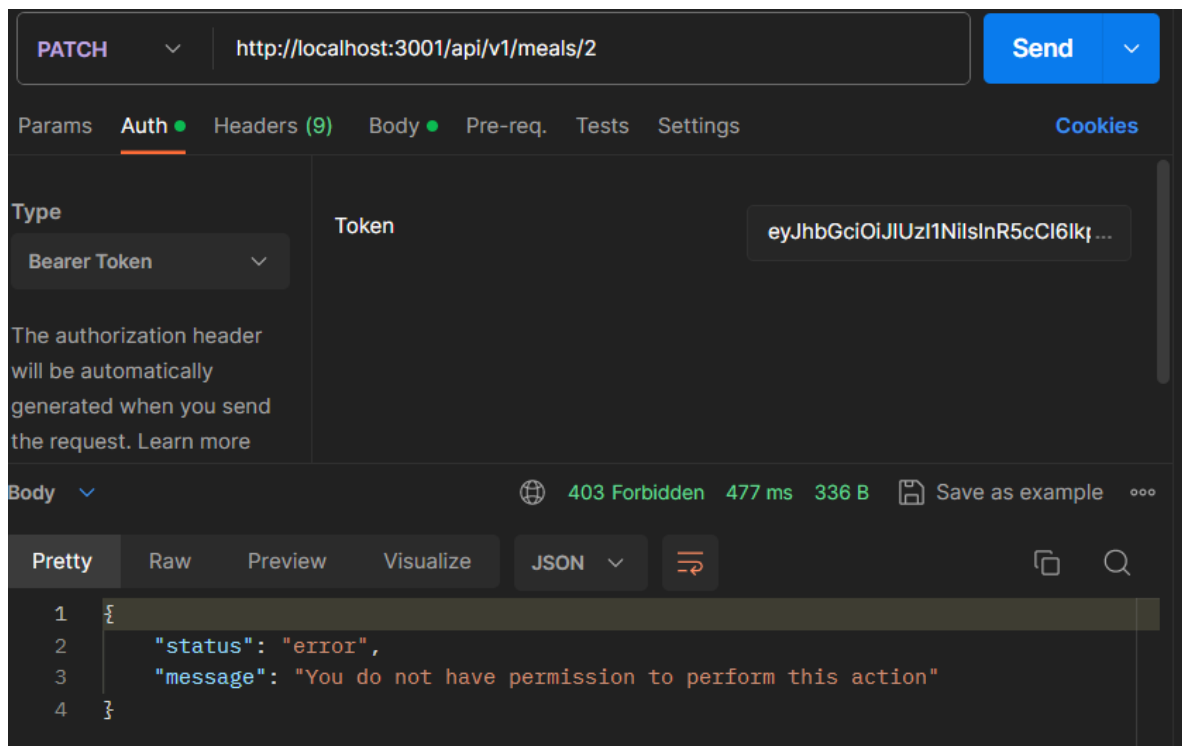 PATCH http://localhost:3001/api/v1/meals/2 Send
Params Auth Headers (9) Body Pre-req. Tests Settings Cookies
Type
Token eyJhbGciOiJIUzI1NiIsInR5cCI6Ikp...
Bearer Token
The authorization header
will be automatically
generated when you send
the request. Learn more
Body 403 Forbidden 477 ms 336 B Save as example
Pretty Raw Preview Visualize JSON
1 {
2 "status": "error",
3 "message": "You do not have permission to perform this action"
4 }